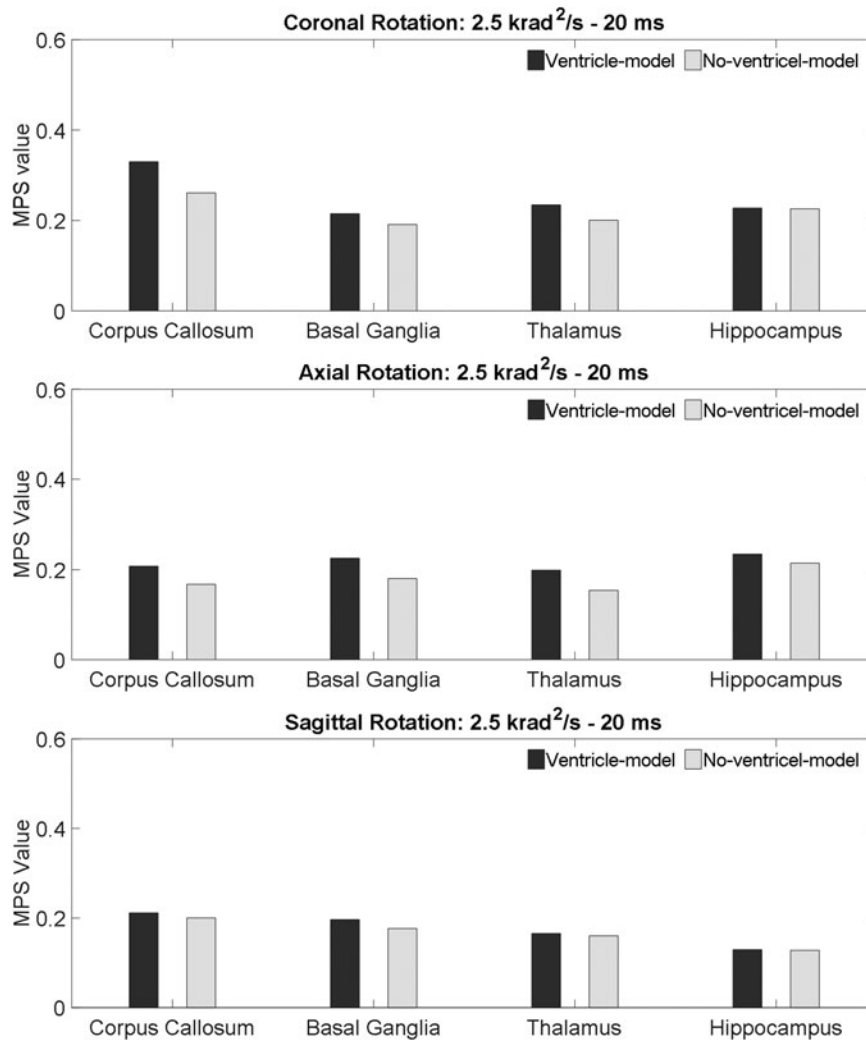 Coronal Rotation: 2.5 krad²/s - 20 ms
0.6
Ventricle-model No-ventricel-model
0.4
MPS value
0.2
0
Corpus Callosum Basal Ganglia Thalamus Hippocampus
Axial Rotation: 2.5 krad²/s - 20 ms
0.6
Ventricle-model No-ventricel-model
0.4
MPS Value
0.2
0
Corpus Callosum Basal Ganglia Thalamus Hippocampus
Sagittal Rotation: 2.5 krad²/s - 20 ms
0.6
Ventricle-model No-ventricel-model
0.4
MPS Value
0.2
0
Corpus Callosum Basal Ganglia Thalamus Hippocampus